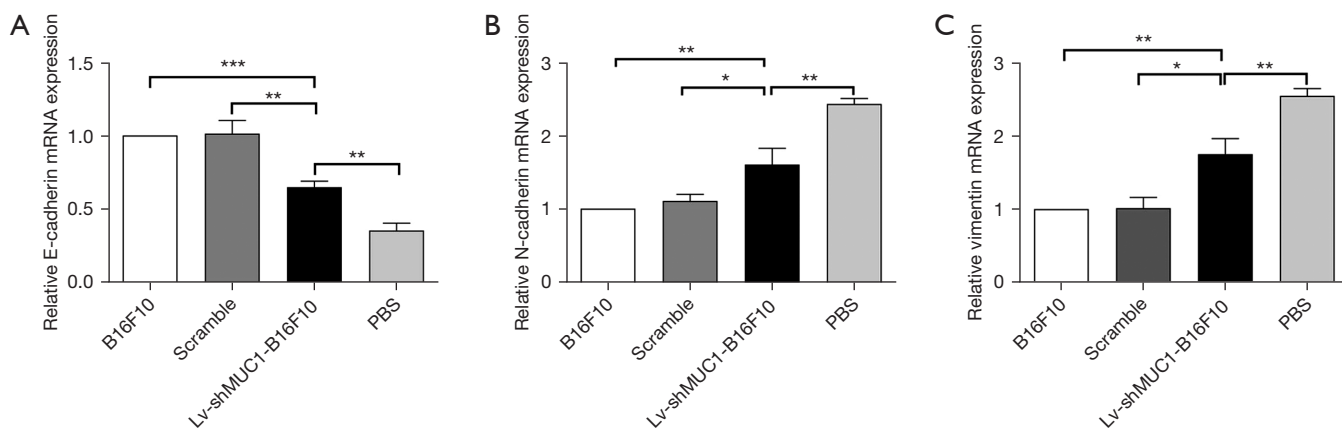 A
Relative E-cadherin mRNA expression
1.5
1.0
0.5
0.0
***
**
**
B16F10
Scramble
Lv-shMUC1-B16F10
PBS
B
Relative N-cadherin mRNA expression
3
2
1
0
**
*
**
B16F10
Scramble
Lv-shMUC1-B16F10
PBS
C
Relative vimentin mRNA expression
3
2
1
0
**
*
**
B16F10
Scramble
Lv-shMUC1-B16F10
PBS